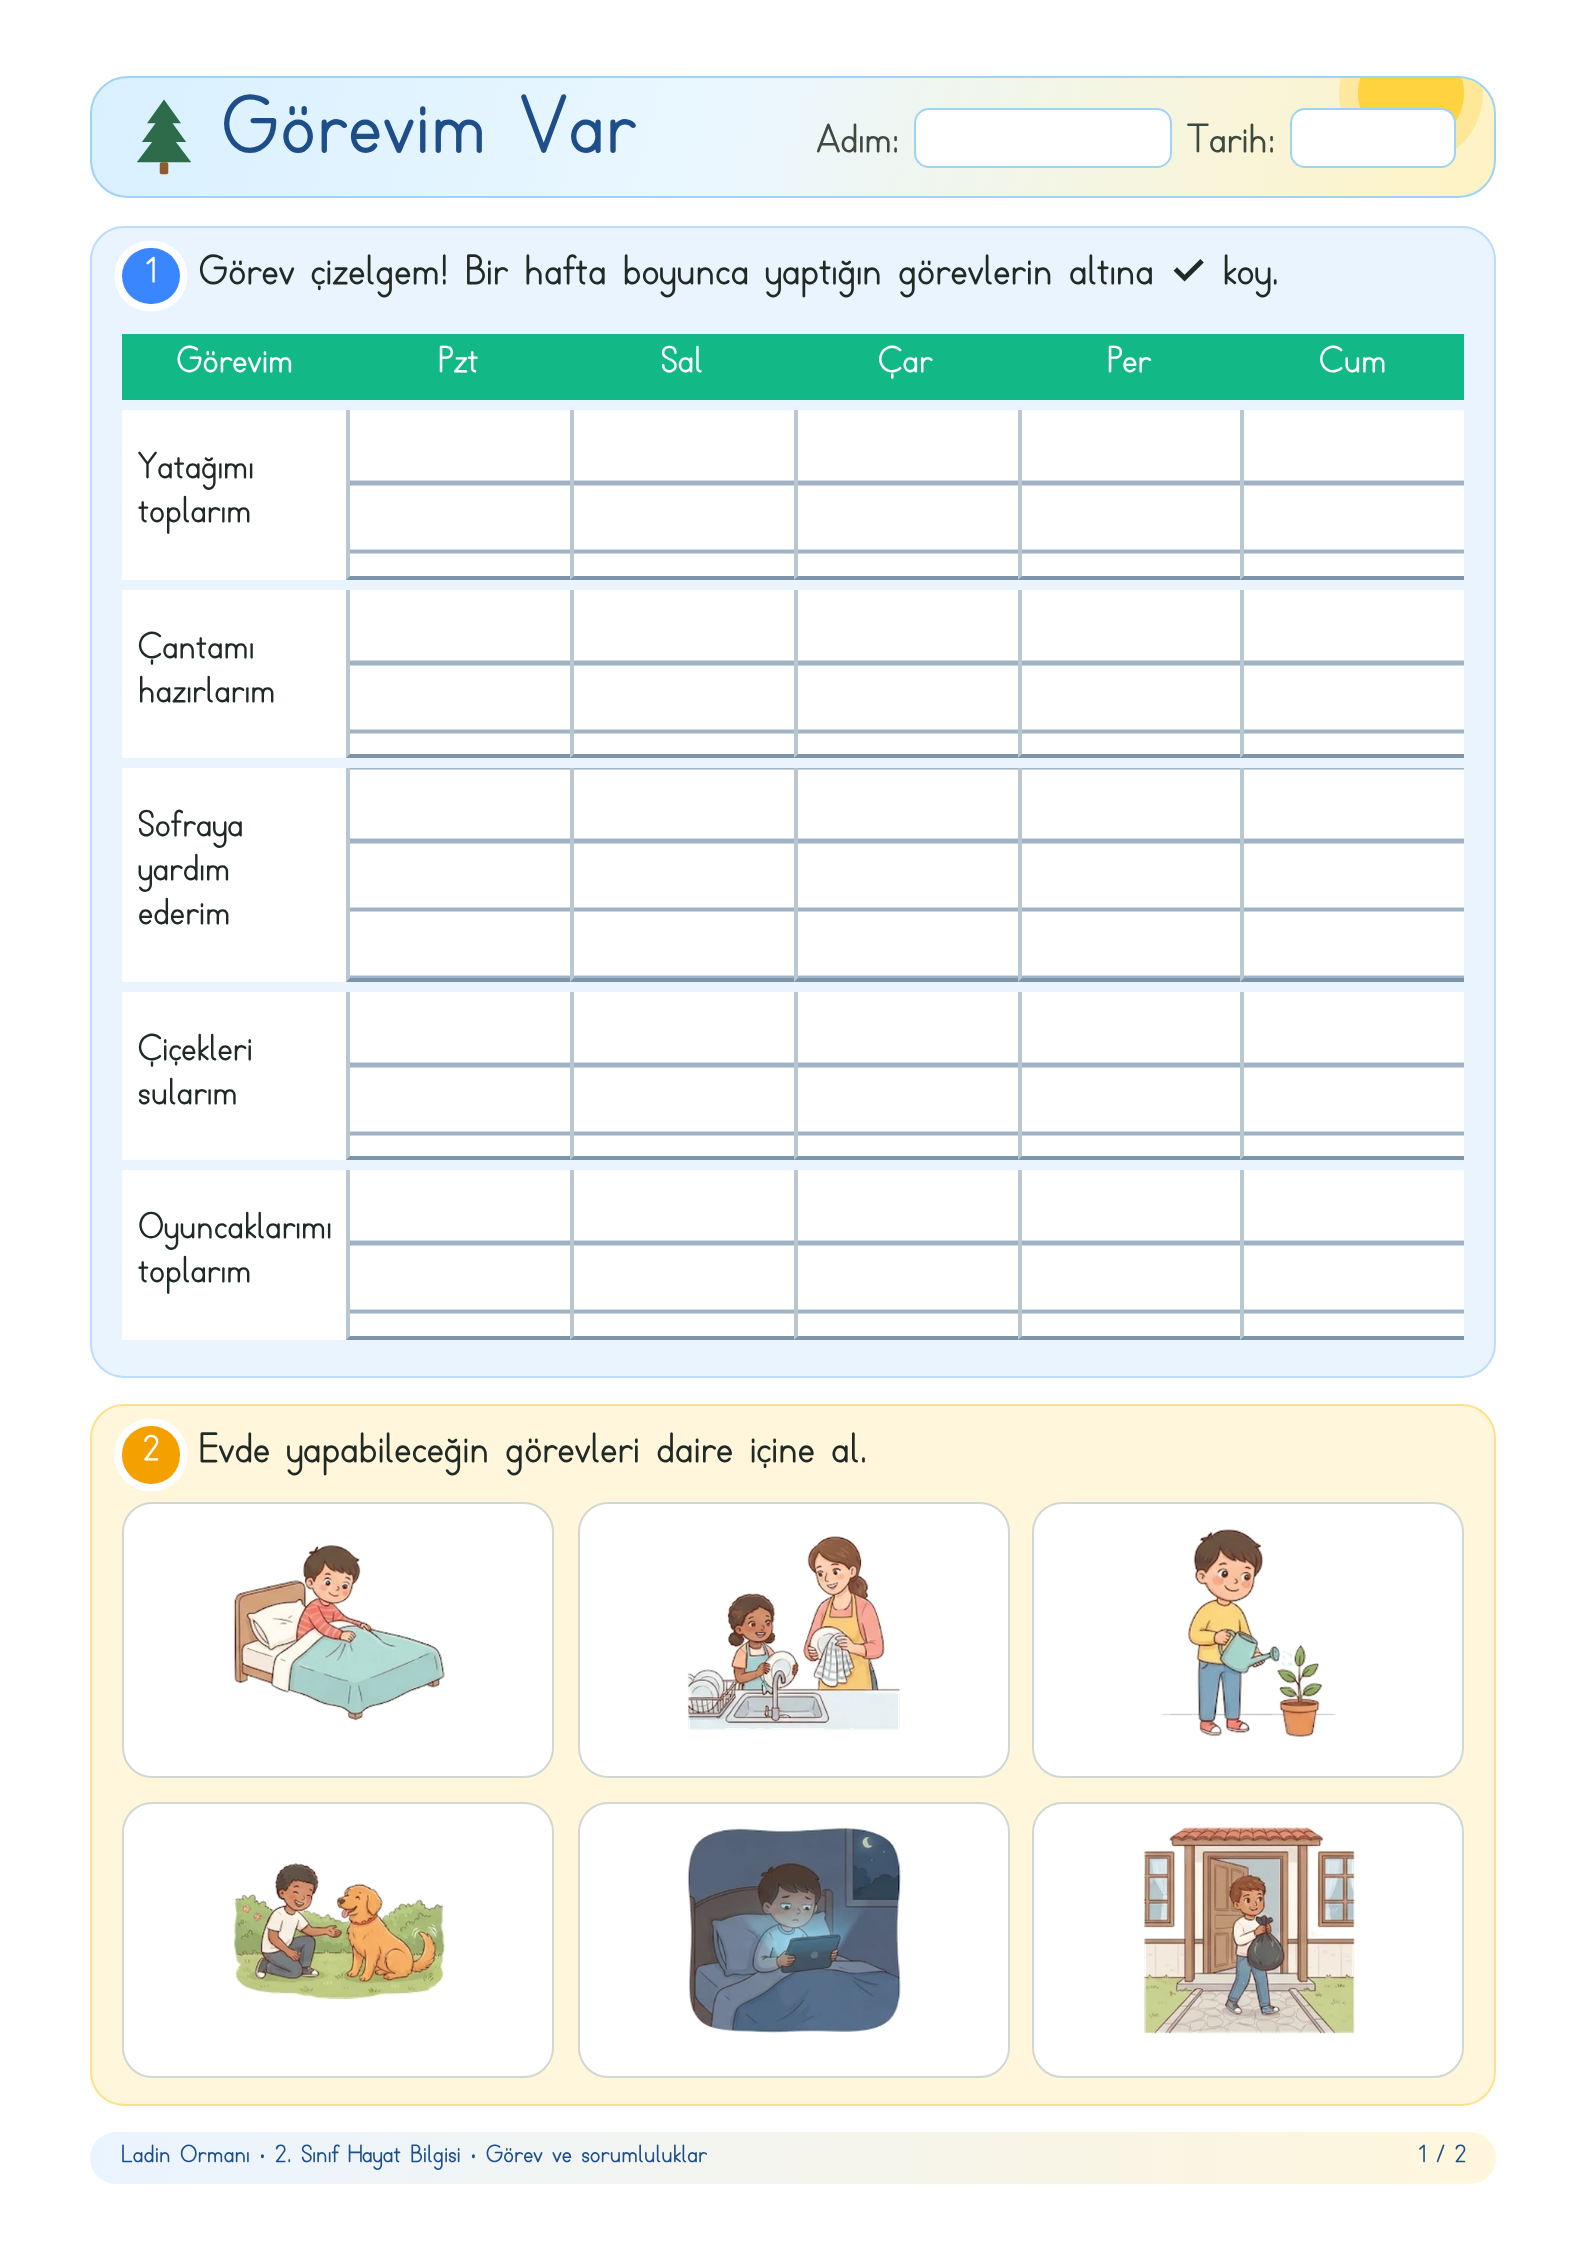 Görevim Var
Adım:
Tarih:
1 Görev çizelgem! Bir hafta boyunca yaptığın görevlerin altına ✓ koy.
Görevim Pzt Sal Çar Per Cum
Yatağımı
toplarım
Çantamı
hazırlarım
Sofraya
yardım
ederim
Çiçekleri
sularım
Oyuncaklarımı
toplarım
2 Evde yapabileceğin görevleri daire içine al.
Ladin Ormanı • 2. Sınıf Hayat Bilgisi • Görev ve sorumluluklar
1 / 2